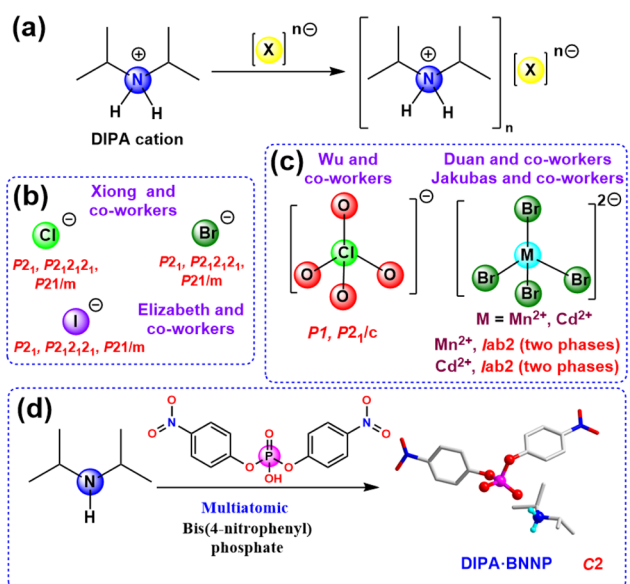 (a)
[X]n⊖
[X]n⊖
⊕
N
H H
DIPA cation
⊕
N
H H
n
(b)
Xiong and
co-workers
Cl⊖
Br⊖
P2₁, P2₁2₁2₁,
P21/m
P2₁, P2₁2₁2₁,
P21/m
I⊖
Elizabeth and
co-workers
P2₁, P2₁2₁2₁, P21/m
(c)
Wu and
co-workers
⊖
O
Cl
O
O
O
P1, P2₁/c
Duan and co-workers
Jakubas and co-workers
2⊖
Br
M
Br
Br
Br
M = Mn²⁺, Cd²⁺
Mn²⁺, Iab2 (two phases)
Cd²⁺, Iab2 (two phases)
(d)
N
H
O
N
O
O
P
O
OH
O
O
N
O
Multiatomic
Bis(4-nitrophenyl)
phosphate
DIPA·BNNP C2